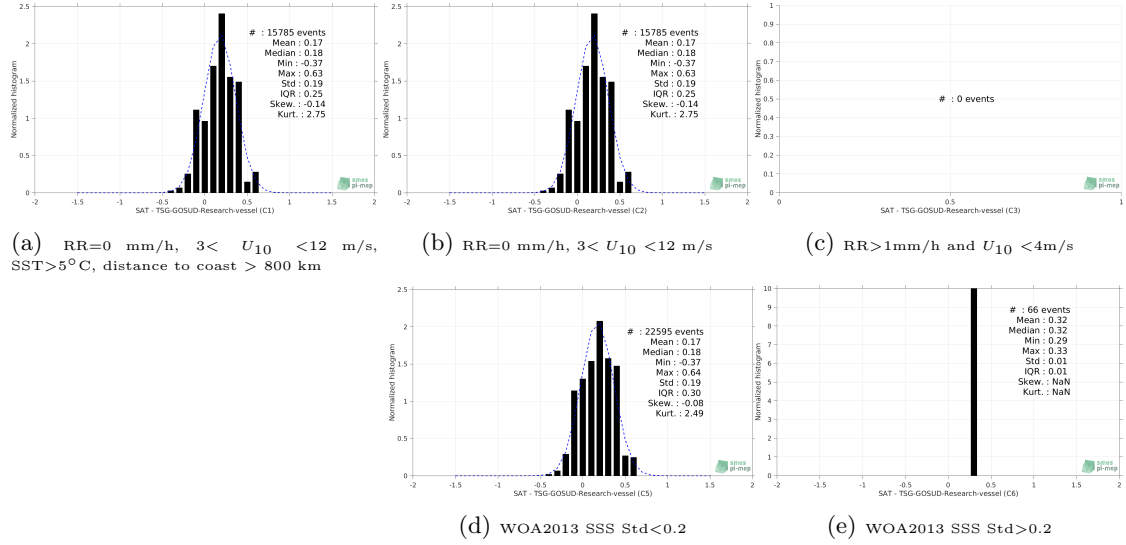 2.5
2
1.5
1
0.5
0
-2 -1.5 -1 -0.5 0 0.5 1 1.5 2
Normalized histogram
# : 15785 events
Mean : 0.17
Median : 0.18
Min : -0.37
Max : 0.63
Std : 0.19
IQR : 0.25
Skew. : -0.14
Kurt. : 2.75
smos
pi-mep
SAT - TSG-GOSUD-Research-vessel (C1)
(a) RR=0 mm/h, 3< U10 <12 m/s,
SST>5°C, distance to coast > 800 km
2.5
2
1.5
1
0.5
0
-2 -1.5 -1 -0.5 0 0.5 1 1.5 2
Normalized histogram
# : 15785 events
Mean : 0.17
Median : 0.18
Min : -0.37
Max : 0.63
Std : 0.19
IQR : 0.25
Skew. : -0.14
Kurt. : 2.75
smos
pi-mep
SAT - TSG-GOSUD-Research-vessel (C2)
(b) RR=0 mm/h, 3< U10 <12 m/s
1
0.9
0.8
0.7
0.6
0.5
0.4
0.3
0.2
0.1
0
0 0.5 1
Normalized histogram
# : 0 events
smos
pi-mep
SAT - TSG-GOSUD-Research-vessel (C3)
(c) RR>1mm/h and U10 <4m/s
2.5
2
1.5
1
0.5
0
-2 -1.5 -1 -0.5 0 0.5 1 1.5 2
Normalized histogram
# : 22595 events
Mean : 0.17
Median : 0.18
Min : -0.37
Max : 0.64
Std : 0.19
IQR : 0.30
Skew. : -0.08
Kurt. : 2.49
smos
pi-mep
SAT - TSG-GOSUD-Research-vessel (C5)
(d) WOA2013 SSS Std<0.2
10
9
8
7
6
5
4
3
2
1
0
-2 -1.5 -1 -0.5 0 0.5 1 1.5 2
Normalized histogram
# : 66 events
Mean : 0.32
Median : 0.32
Min : 0.29
Max : 0.33
Std : 0.01
IQR : 0.01
Skew. : NaN
Kurt. : NaN
smos
pi-mep
SAT - TSG-GOSUD-Research-vessel (C6)
(e) WOA2013 SSS Std>0.2